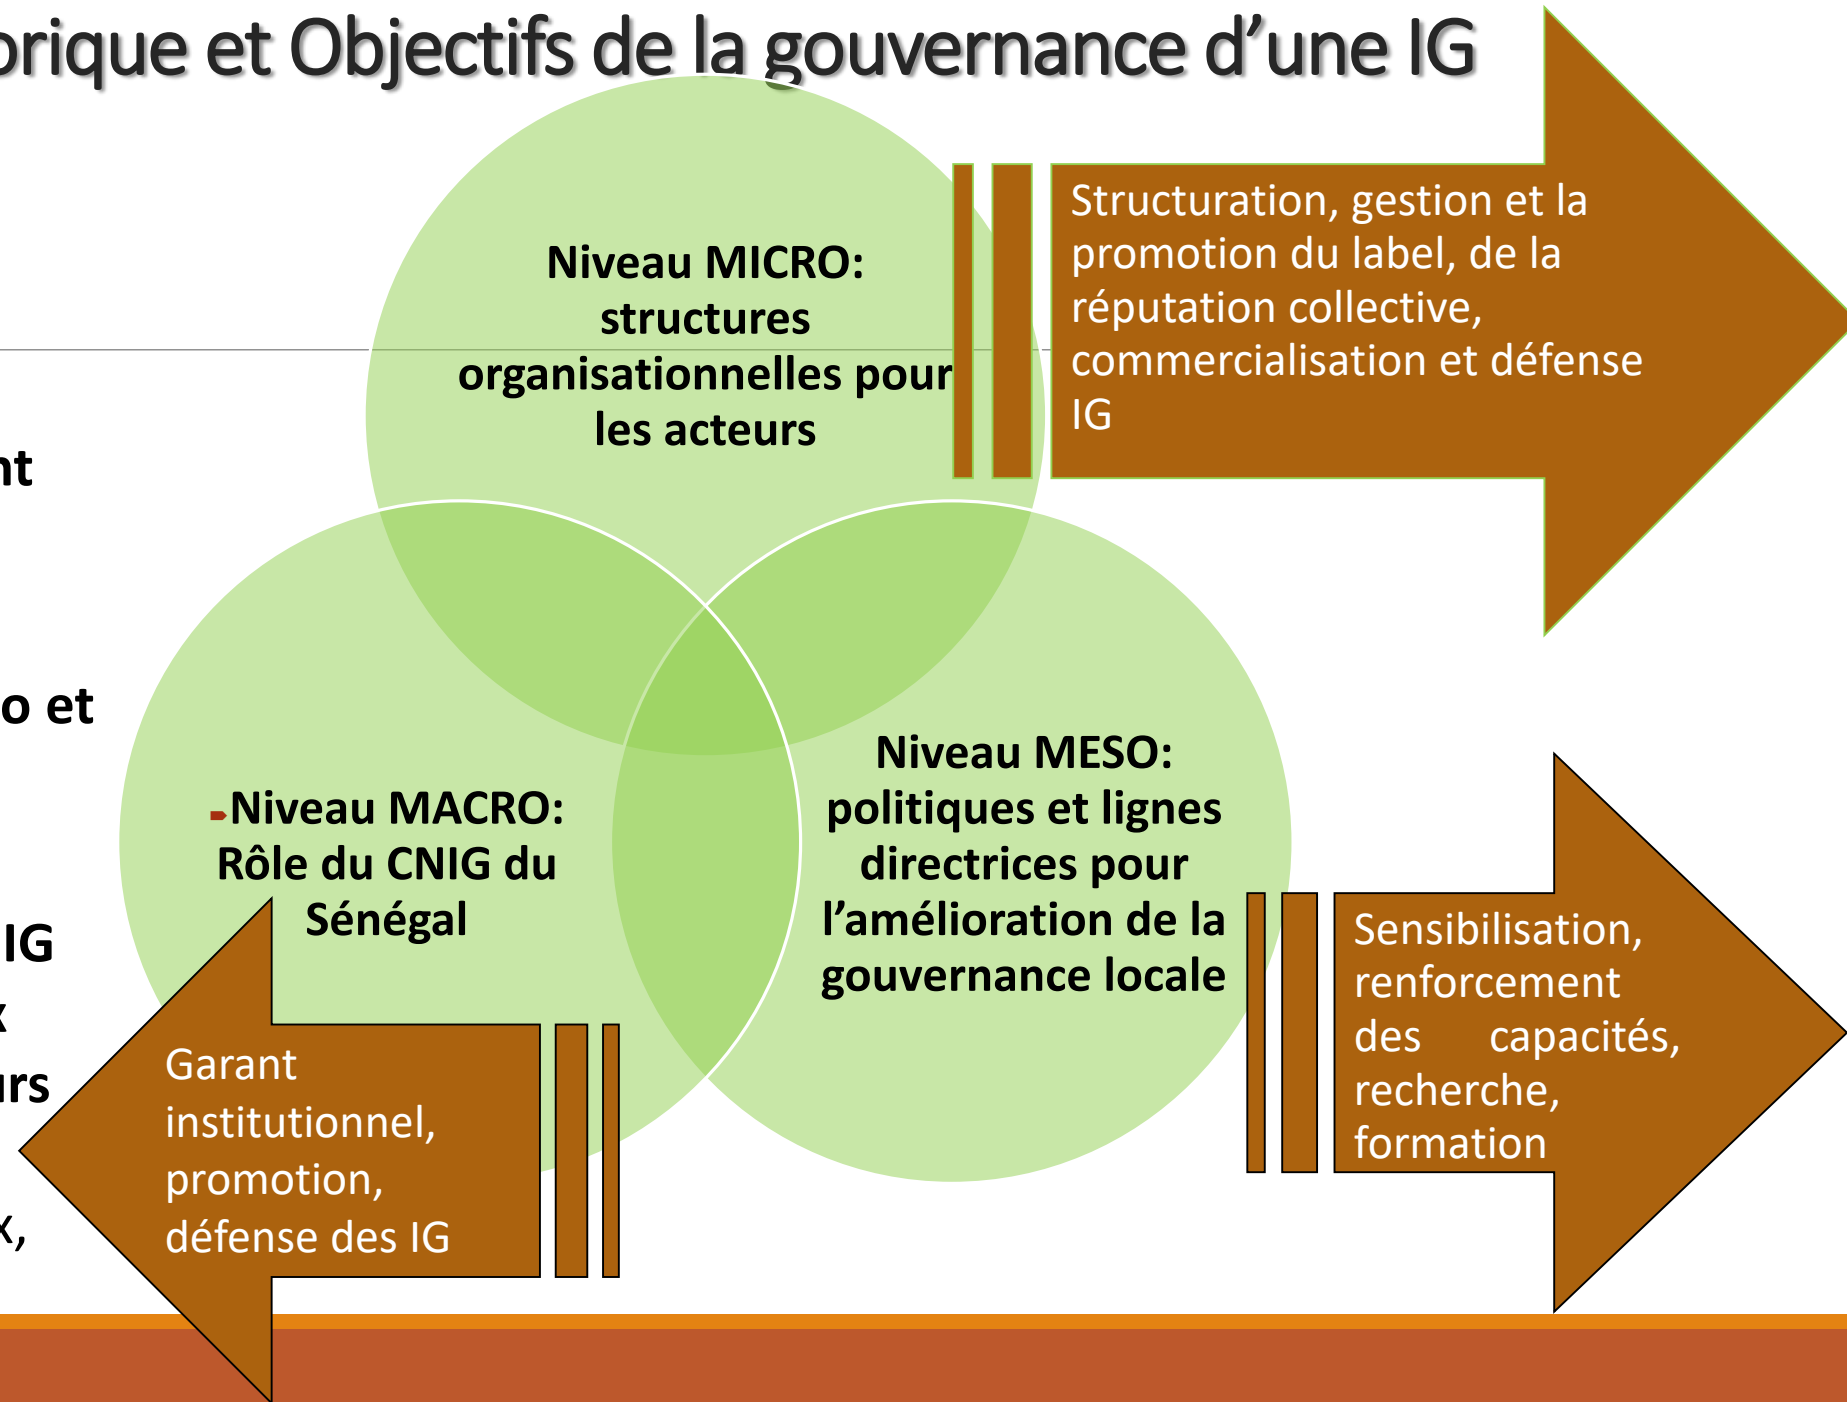 orique et Objectifs de la gouvernance d’une IG
Niveau MICRO:
structures
organisationnelles pour
les acteurs
Structuration, gestion et la
promotion du label, de la
réputation collective,
commercialisation et défense
IG
nt
o et
IG
x
urs
x,
-Niveau MACRO:
Rôle du CNIG du
Sénégal
Niveau MESO:
politiques et lignes
directrices pour
l’amélioration de la
gouvernance locale
Garant
institutionnel,
promotion,
défense des IG
Sensibilisation,
renforcement
des capacités,
recherche,
formation